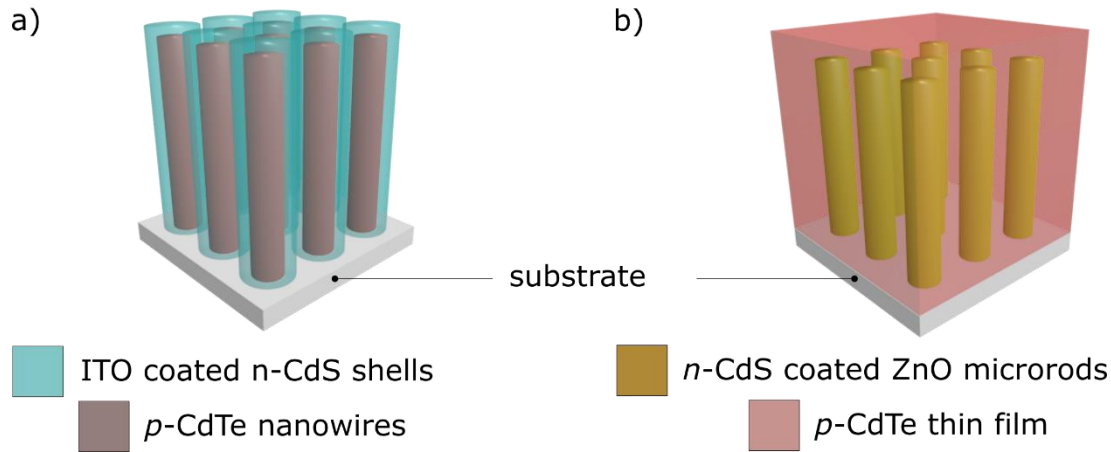 a)
b)
substrate
ITO coated n-CdS shells
p-CdTe nanowires
n-CdS coated ZnO microrods
p-CdTe thin film